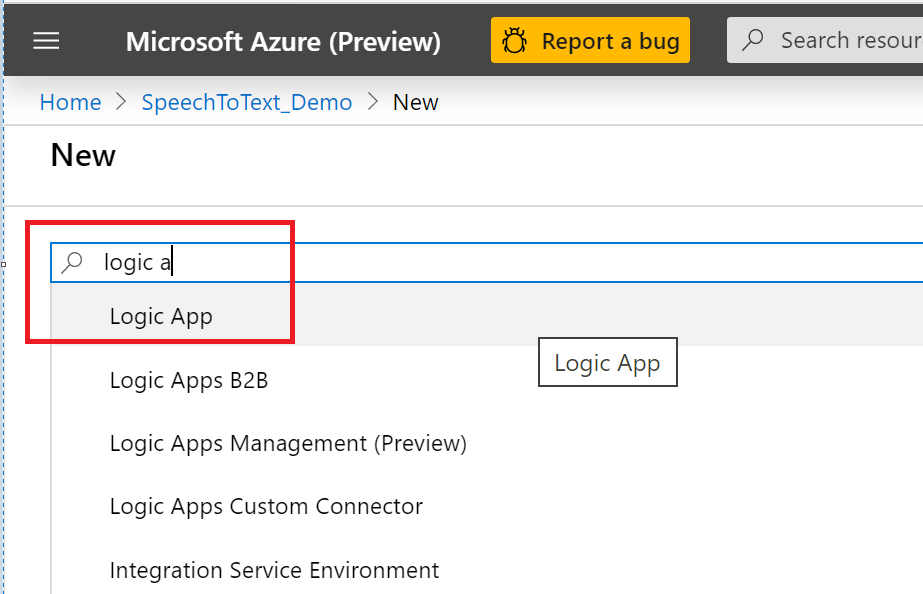 Microsoft Azure (Preview) Report a bug Search resour
Home > SpeechToText_Demo > New
New
logic a
Logic App
Logic App
Logic Apps B2B
Logic Apps Management (Preview)
Logic Apps Custom Connector
Integration Service Environment